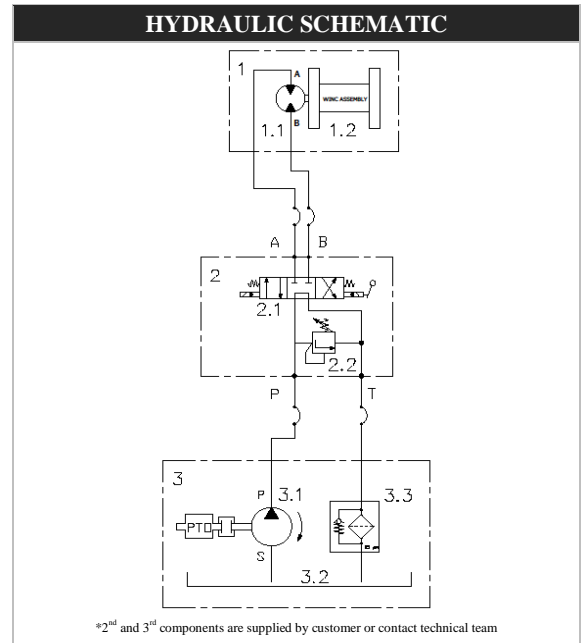 HYDRAULIC SCHEMATIC
1
A
WINC ASSEMBLY
B
1.1
1.2
A
B
2
2.1
2.2
P
T
3
P
3.1
3.3
PTO
S
3.2
*2nd and 3rd components are supplied by customer or contact technical team